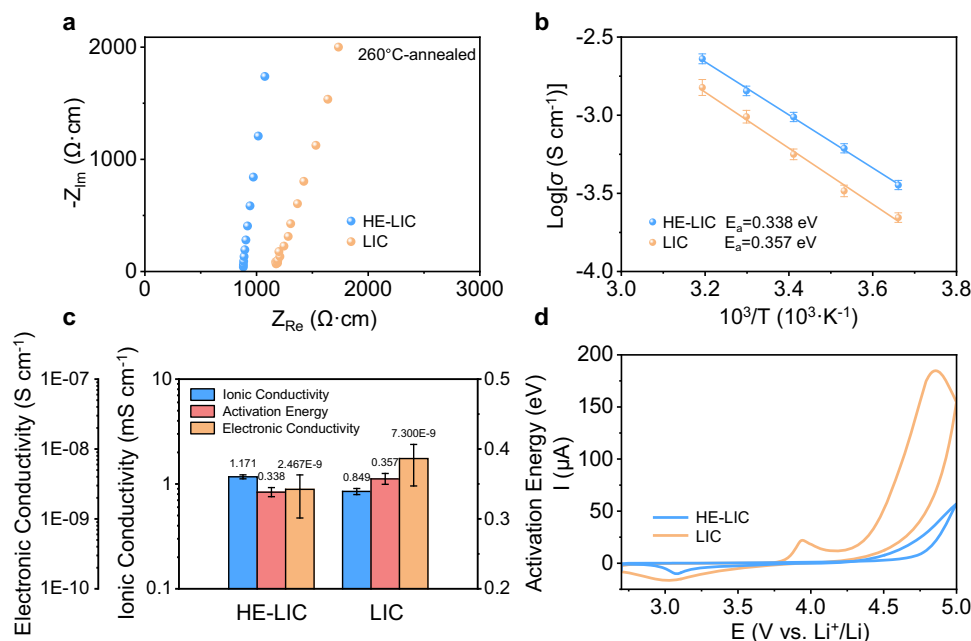 a
2000
1000
0
0
1000
2000
3000
-Z_Im (Ω·cm)
Z_Re (Ω·cm)
260°C-annealed
HE-LIC
LIC
b
-2.5
-3.0
-3.5
-4.0
3.0
3.2
3.4
3.6
3.8
Log[σ (S cm⁻¹)]
10³/T (10³·K⁻¹)
HE-LIC Eₐ=0.338 eV
LIC Eₐ=0.357 eV
c
Electronic Conductivity (S cm⁻¹)
1E-07
1E-08
1E-09
1E-10
Ionic Conductivity (mS cm⁻¹)
10
1
0.1
Ionic Conductivity
Activation Energy
Electronic Conductivity
1.171
0.338
2.467E-9
0.849
0.357
7.300E-9
HE-LIC
LIC
0.5
0.4
0.3
0.2
Activation Energy (eV)
d
200
150
100
50
0
I (µA)
HE-LIC
LIC
3.0
3.5
4.0
4.5
5.0
E (V vs. Li⁺/Li)